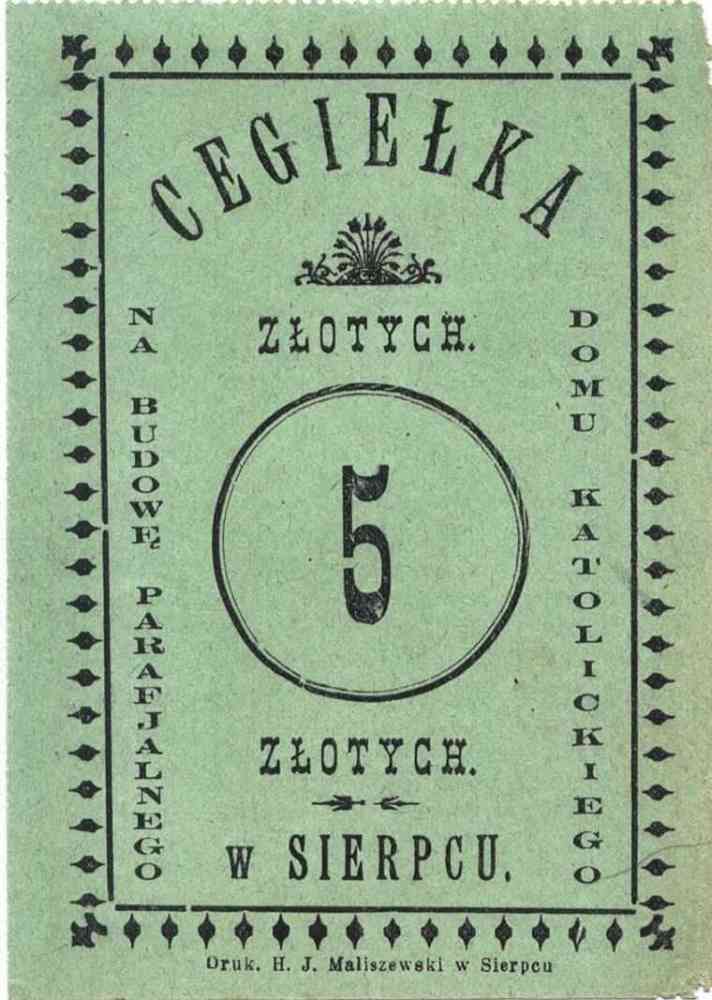 CEGIEŁKA
ZŁOTYCH.
5
ZŁOTYCH.
NA BUDOWĘ PARAFJALNEGO
DOMU KATOLICKIEGO
w SIERPCU.
Druk. H. J. Maliszewski w Sierpcu